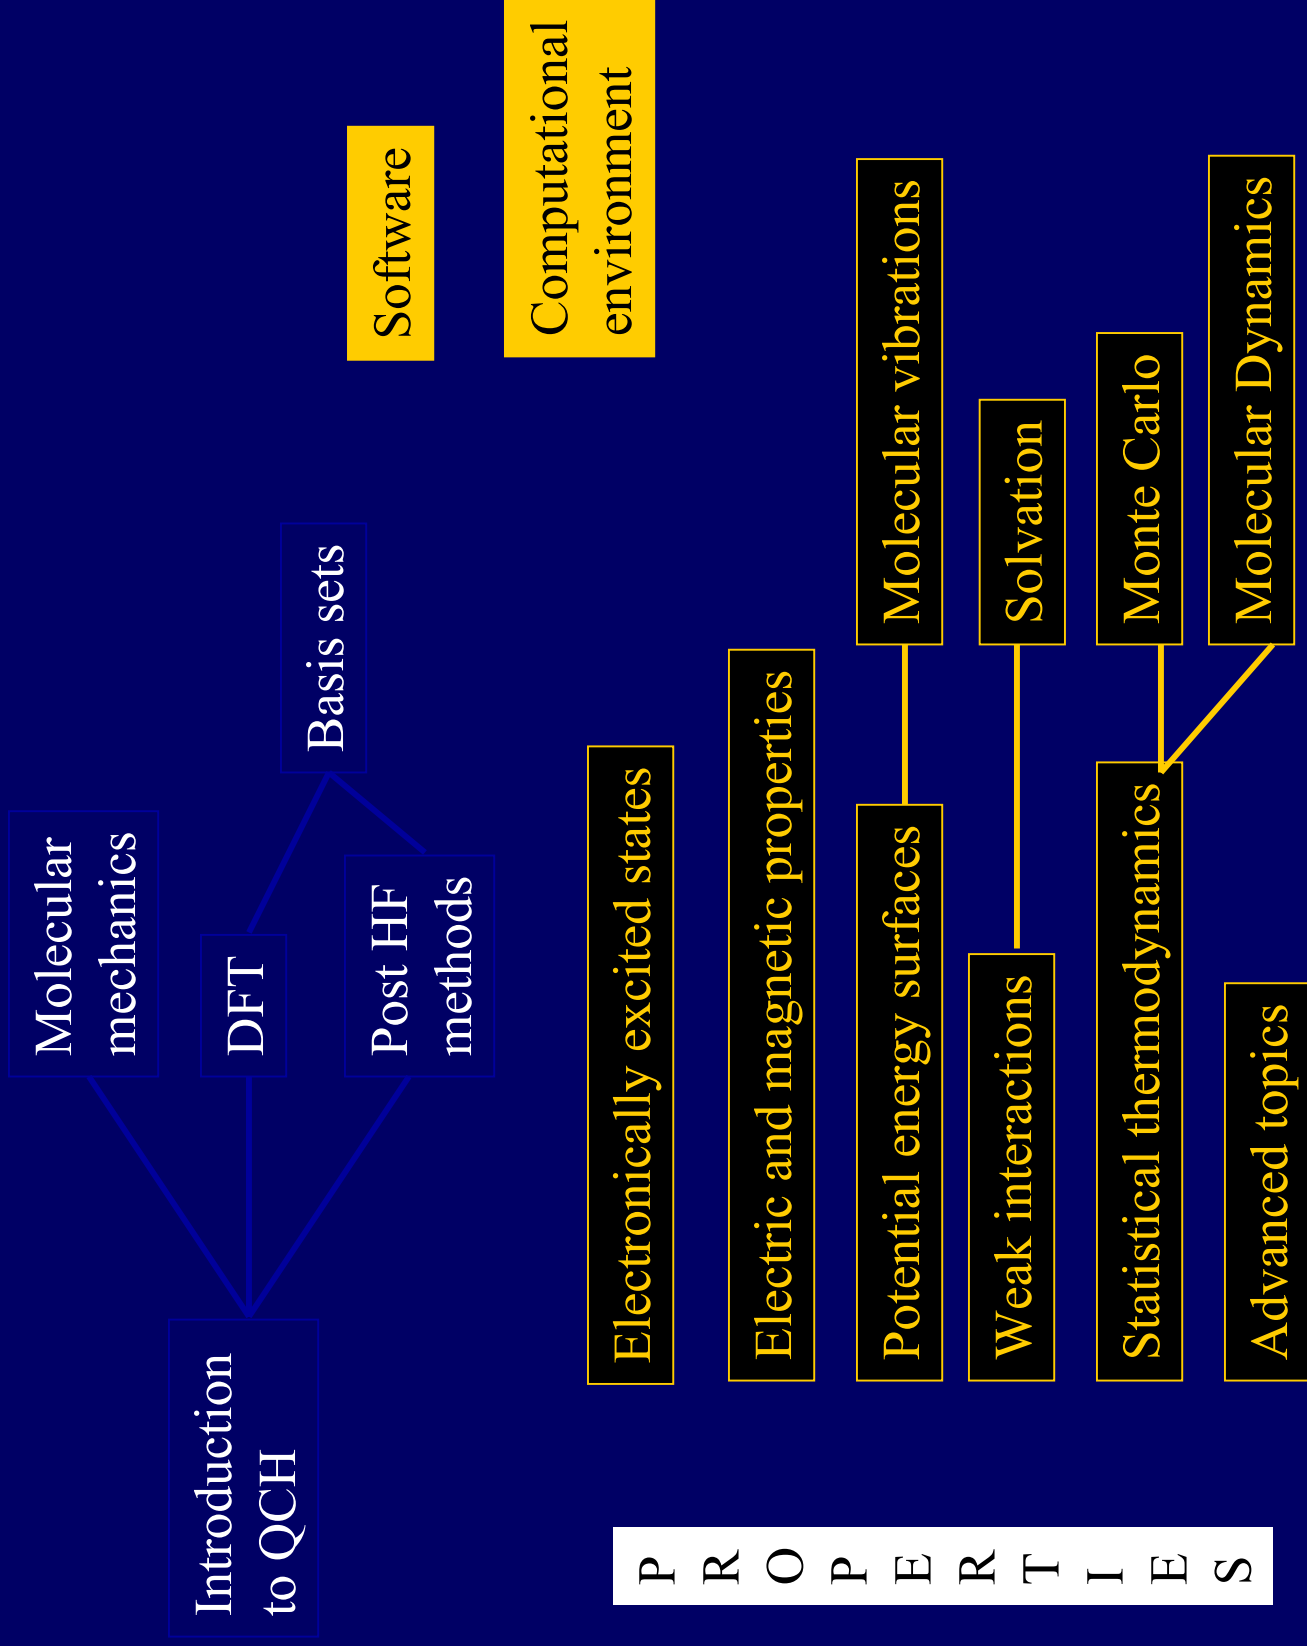 Introduction
to QCH
Molecular
mechanics
DFT
Post HF
methods
Basis sets
Software
Computational
environment
P
R
O
P
E
R
T
I
E
S
Electronically excited states
Electric and magnetic properties
Potential energy surfaces
Molecular vibrations
Weak interactions
Solvation
Statistical thermodynamics
Monte Carlo
Molecular Dynamics
Advanced topics